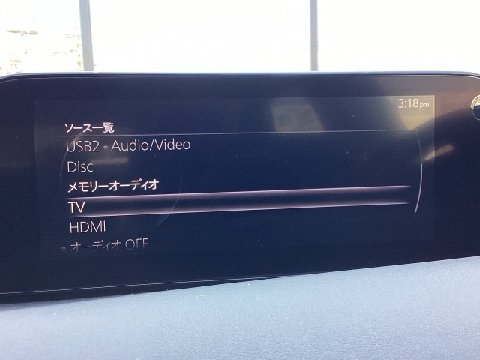 3:18pm
ソース一覧
USB2 - Audio/Video
Disc
メモリーオーディオ
TV
HDMI
オーディオ OFF